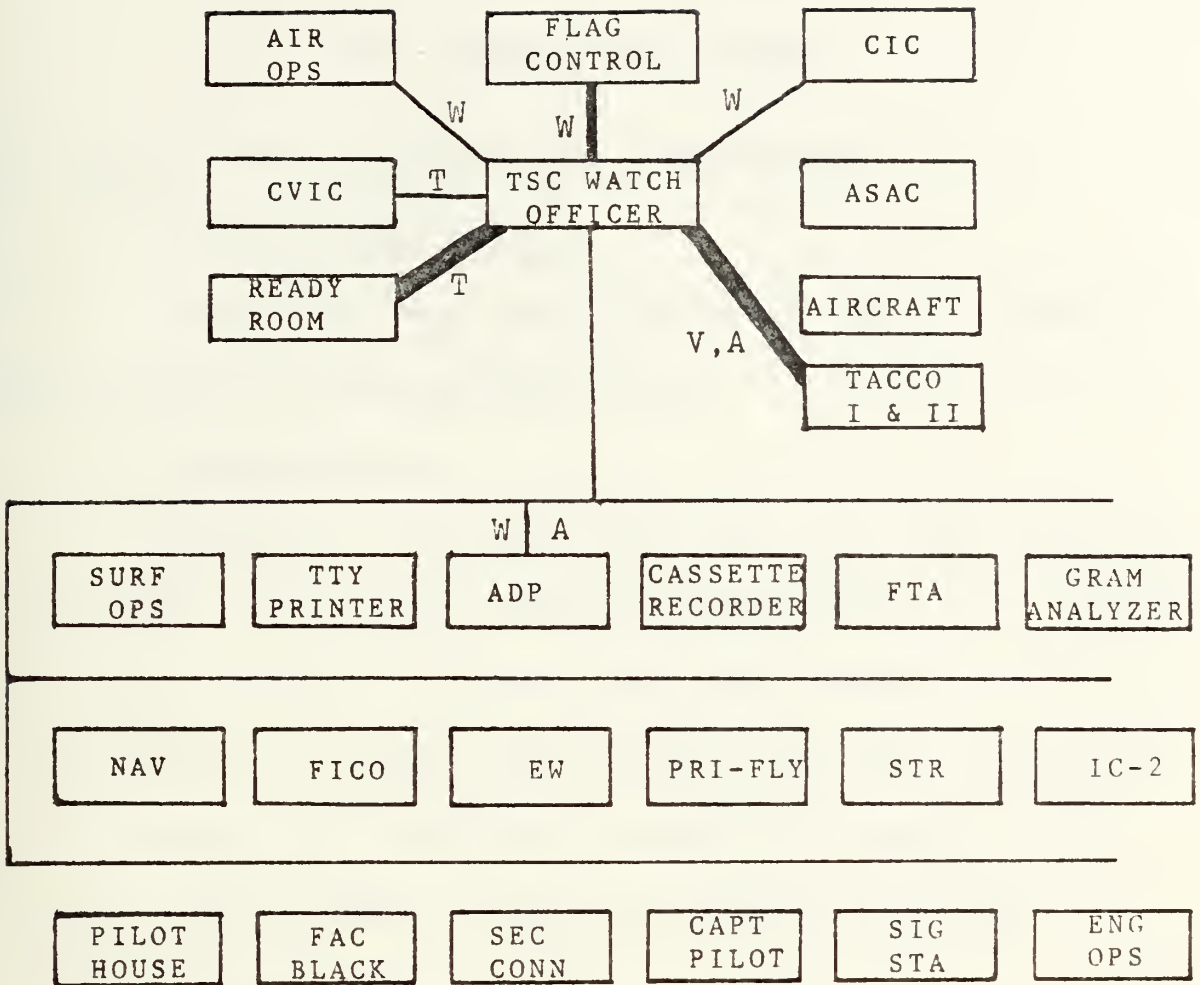 AIR
OPS
FLAG
CONTROL
CIC
W
W
W
CVIC
T
TSC WATCH
OFFICER
ASAC
READY
ROOM
T
AIRCRAFT
V,A
TACCO
I & II
W A
SURF
OPS
TTY
PRINTER
ADP
CASSETTE
RECORDER
FTA
GRAM
ANALYZER
NAV
FICO
EW
PRI-FLY
STR
IC-2
PILOT
HOUSE
FAC
BLACK
SEC
CONN
CAPT
PILOT
SIG
STA
ENG
OPS